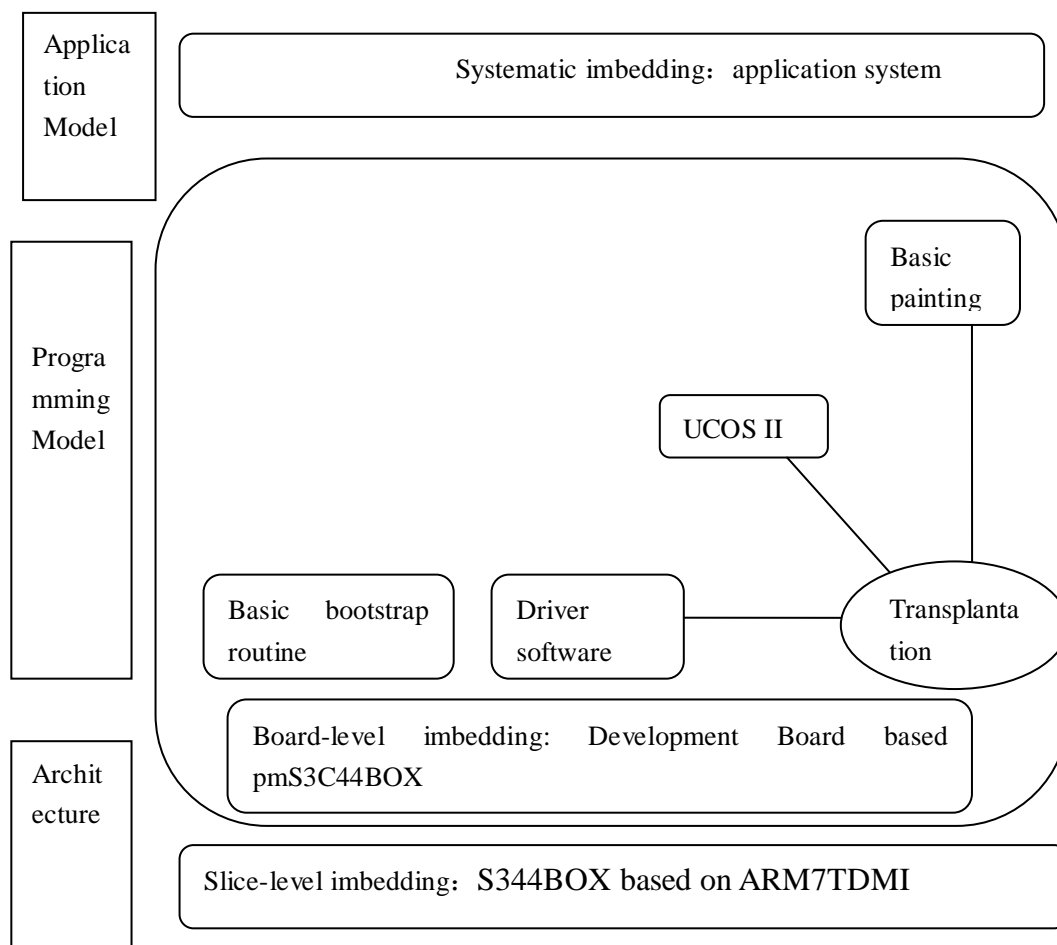 Applica
tion
Model
Systematic imbedding：application system
Basic
painting
Progra
mming
Model
UCOS II
Basic bootstrap
routine
Driver
software
Transplanta
tion
Board-level imbedding: Development Board based
pmS3C44BOX
Archit
ecture
Slice-level imbedding：S344BOX based on ARM7TDMI